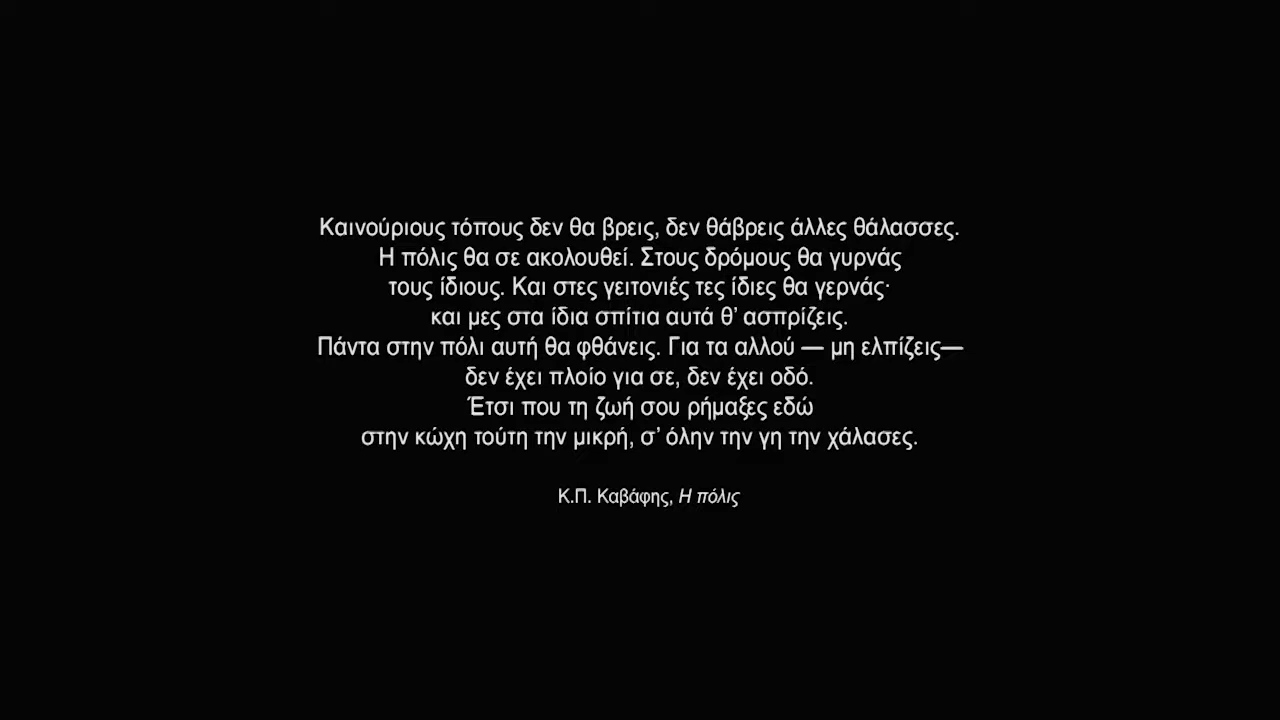 Καινούριους τόπους δεν θα βρεις, δεν θάβρεις άλλες θάλασσες.
Η πόλις θα σε ακολουθεί. Στους δρόμους θα γυρνάς
τους ίδιους. Και στες γειτονιές τες ίδιες θα γερνάς·
και μες στα ίδια σπίτια αυτά θ’ ασπρίζεις.
Πάντα στην πόλι αυτή θα φθάνεις. Για τα αλλού — μη ελπίζεις—
δεν έχει πλοίο για σε, δεν έχει οδό.
Έτσι που τη ζωή σου ρήμαξες εδώ
στην κώχη τούτη την μικρή, σ’ όλην την γη την χάλασες.
Κ.Π. Καβάφης, Η πόλις